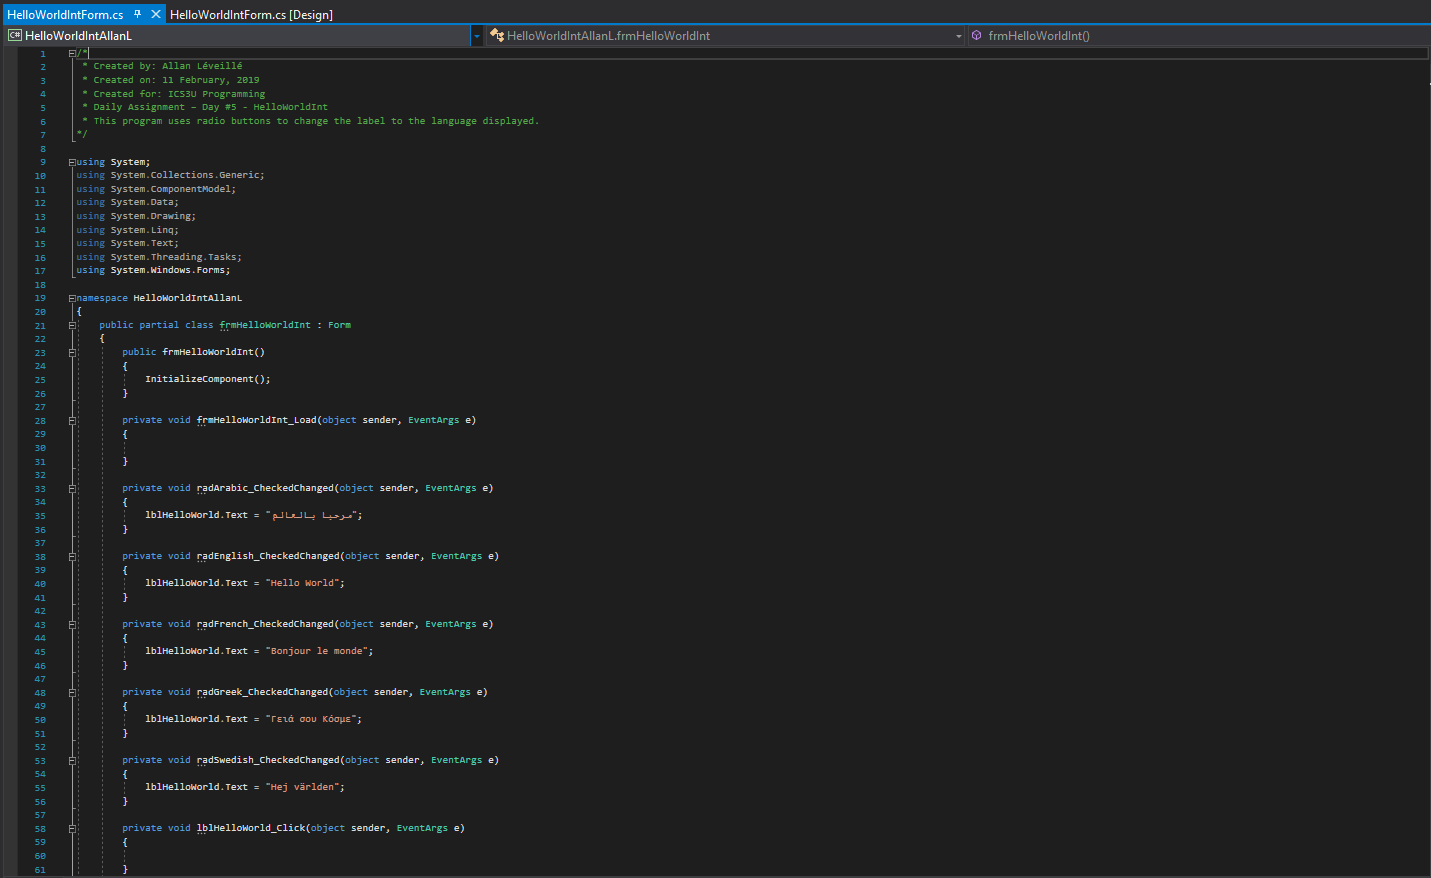 HelloWorldIntForm.cs HelloWorldIntForm.cs [Design]
C# HelloWorldIntAllanL HelloWorldIntAllanL.frmHelloWorldInt frmHelloWorldInt()
1 /*
2 * Created by: Allan Léveillé
3 * Created on: 11 February, 2019
4 * Created for: ICS3U Programming
5 * Daily Assignment – Day #5 - HelloWorldInt
6 * This program uses radio buttons to change the label to the language displayed.
7 */
8
9 using System;
10 using System.Collections.Generic;
11 using System.ComponentModel;
12 using System.Data;
13 using System.Drawing;
14 using System.Linq;
15 using System.Text;
16 using System.Threading.Tasks;
17 using System.Windows.Forms;
18
19 namespace HelloWorldIntAllanL
20 {
21 public partial class frmHelloWorldInt : Form
22 {
23 public frmHelloWorldInt()
24 {
25 InitializeComponent();
26 }
27
28 private void frmHelloWorldInt_Load(object sender, EventArgs e)
29 {
30
31 }
32
33 private void radArabic_CheckedChanged(object sender, EventArgs e)
34 {
35 lblHelloWorld.Text = "مرحبا بالعالم";
36 }
37
38 private void radEnglish_CheckedChanged(object sender, EventArgs e)
39 {
40 lblHelloWorld.Text = "Hello World";
41 }
42
43 private void radFrench_CheckedChanged(object sender, EventArgs e)
44 {
45 lblHelloWorld.Text = "Bonjour le monde";
46 }
47
48 private void radGreek_CheckedChanged(object sender, EventArgs e)
49 {
50 lblHelloWorld.Text = "Γειά σου Κόσμε";
51 }
52
53 private void radSwedish_CheckedChanged(object sender, EventArgs e)
54 {
55 lblHelloWorld.Text = "Hej världen";
56 }
57
58 private void lblHelloWorld_Click(object sender, EventArgs e)
59 {
60
61 }